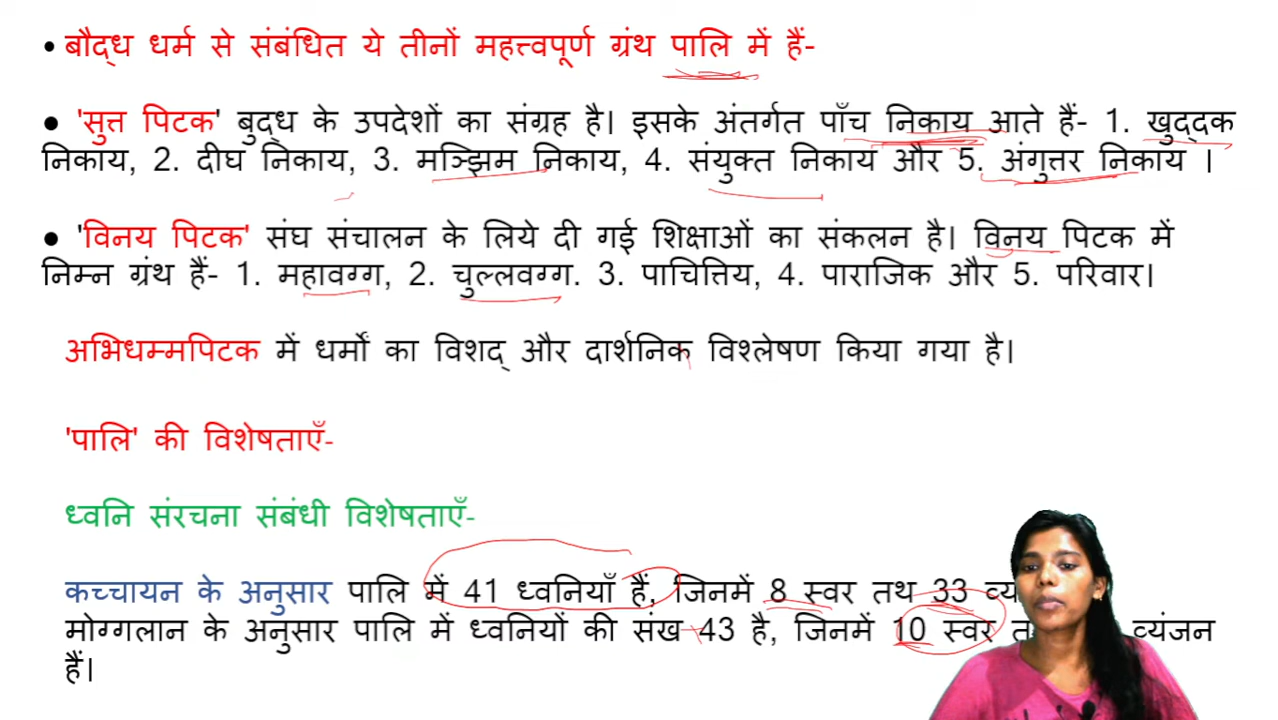 • बौद्ध धर्म से संबंधित ये तीनों महत्त्वपूर्ण ग्रंथ पालि में हैं-
● 'सुत्त पिटक' बुद्ध के उपदेशों का संग्रह है। इसके अंतर्गत पाँच निकाय आते हैं- 1. खुद्दक
निकाय, 2. दीघ निकाय, 3. मज्झिम निकाय, 4. संयुक्त निकाय और 5. अंगुत्तर निकाय ।
● 'विनय पिटक' संघ संचालन के लिये दी गई शिक्षाओं का संकलन है। विनय पिटक में
निम्न ग्रंथ हैं- 1. महावग्ग, 2. चुल्लवग्ग. 3. पाचित्तिय, 4. पाराजिक और 5. परिवार।
अभिधम्मपिटक में धर्मों का विशद् और दार्शनिक विश्लेषण किया गया है।
'पालि' की विशेषताएँ-
ध्वनि संरचना संबंधी विशेषताएँ-
कच्चायन के अनुसार पालि में 41 ध्वनियाँ हैं, जिनमें 8 स्वर तथ 33
मोग्गलान के अनुसार पालि में ध्वनियों की संख 43 है, जिनमें 10 स्वर व्यंजन
हैं।